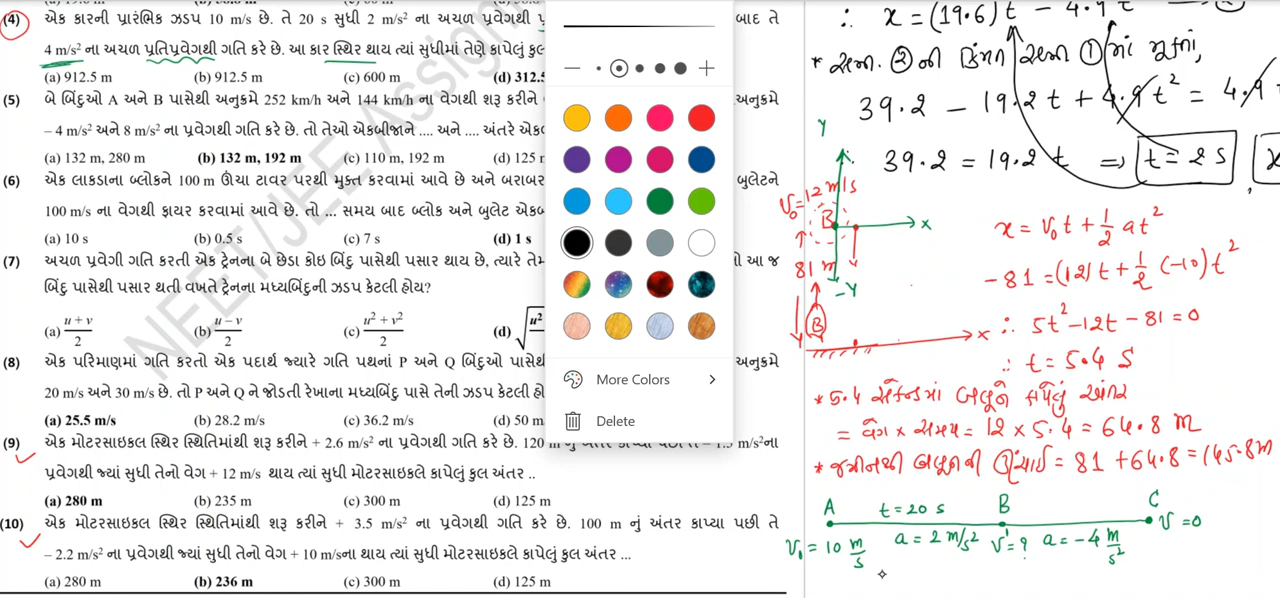 (4) એક કારની પ્રારંભિક ઝડપ 10 m/s છે. તે 20 s સુધી 2 m/s² ના અચળ પ્રવેગથી
બાદ તે
4 m/s² ના અચળ પ્રતિપ્રવેગથી ગતિ કરે છે. આ કાર સ્થિર થાય ત્યાં સુધીમાં તેણે કાપેલું કુલ
(a) 912.5 m (b) 912.5 m (c) 600 m (d) 312.5
(5) બે બિંદુઓ A અને B પાસેથી અનુક્રમે 252 km/h અને 144 km/h ના વેગથી શરૂ કરીને
અનુક્રમે
– 4 m/s² અને 8 m/s² ના પ્રવેગથી ગતિ કરે છે. તો તેઓ એકબીજાને .... અને .... અંતરે
(a) 132 m, 280 m (b) 132 m, 192 m (c) 110 m, 192 m (d) 125
(6) એક લાકડાના બ્લોકને 100 m ઊંચા ટાવર પરથી મુક્ત કરવામાં આવે છે અને
બુલેટને
100 m/s ના વેગથી ફાયર કરવામાં આવે છે. તો ... સમય બાદ બ્લોક અને બુલેટ
(a) 10 s (b) 0.5 s (c) 7 s (d) 1 s
(7) અચળ પ્રવેગી ગતિ કરતી એક ટ્રેનના બે છેડા કોઇ બિંદુ પાસેથી પસાર થાય છે, ત્યારે
આ જ
બિંદુ પાસેથી પસાર થતી વખતે ટ્રેનના મધ્યબિંદુની ઝડપ કેટલી હોય?
(a) u + v / 2 (b) u – v / 2 (c) u² + v² / 2 (d) √u²
(8) એક પરિમાણમાં ગતિ કરતો એક પદાર્થ જ્યારે ગતિ પથનાં P અને Q બિંદુઓ
અનુક્રમે
20 m/s અને 30 m/s છે. તો P અને Q ને જોડતી રેખાના મધ્યબિંદુ પાસે તેની ઝડપ કેટલી
(a) 25.5 m/s (b) 28.2 m/s (c) 36.2 m/s (d) 50 m
(9) એક મોટરસાઇકલ સ્થિર સ્થિતિમાંથી શરૂ કરીને + 2.6 m/s² ના પ્રવેગથી ગતિ કરે છે. 120
m/s²ના
પ્રવેગથી જ્યાં સુધી તેનો વેગ + 12 m/s થાય ત્યાં સુધી મોટરસાઇકલે કાપેલું કુલ અંતર ..
(a) 280 m (b) 235 m (c) 300 m (d) 125 m
(10) એક મોટરસાઇકલ સ્થિર સ્થિતિમાંથી શરૂ કરીને + 3.5 m/s² ના પ્રવેગથી ગતિ કરે છે. 100 m નું અંતર કાપ્યા પછી તે
– 2.2 m/s² ના પ્રવેગથી જ્યાં સુધી તેનો વેગ + 10 m/sના થાય ત્યાં સુધી મોટરસાઇકલે કાપેલું કુલ અંતર ...
(a) 280 m (b) 236 m (c) 300 m (d) 125 m
NEET/JEE Assign
More Colors
Delete
∴ x = (19.6)t – 4.9t
* સમી. ② ની કિંમત સમી ① માં મૂકતાં,
39.2 – 19.2t + 4.9t² = 4.9
39.2 = 19.2t ⇒ t = 2 s
Y
V₀ = 12 m/s
B
x
81 m
–Y
B
x
x = V₀t + 1/2 at²
–81 = (12)t + 1/2 (–10)t²
∴ 5t² – 12t – 81 = 0
∴ t = 5.4 s
* 5.4 સેકન્ડમાં બલૂને કાપેલું અંતર
= વેગ × સમય = 12 × 5.4 = 64.8 m
* જમીનથી બલૂનની ઊંચાઈ = 81 + 64.8 = 145.8 m
A t = 20 s B C
V = 0
V₀ = 10 m/s a = 2 m/s² V' = ? a = –4 m/s²